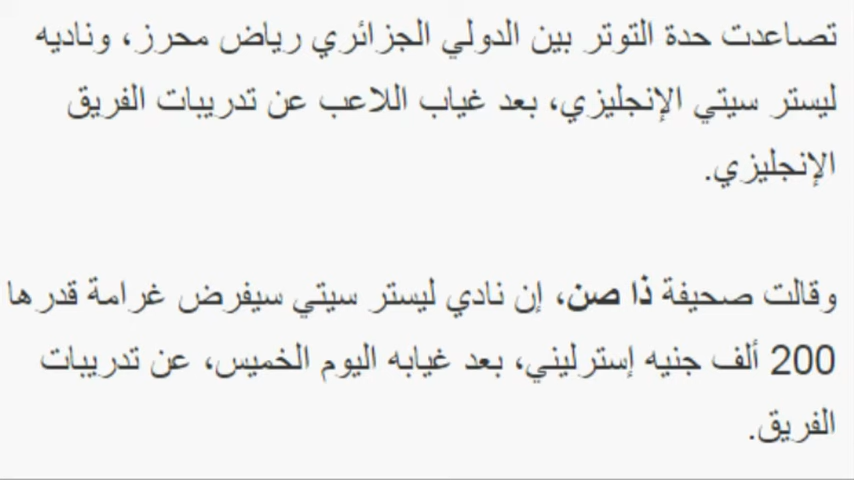 تصاعدت حدة التوتر بين الدولي الجزائري رياض محرز، وناديه
ليستر سيتي الإنجليزي، بعد غياب اللاعب عن تدريبات الفريق
الإنجليزي.
وقالت صحيفة ذا صن، إن نادي ليستر سيتي سيفرض غرامة قدرها
200 ألف جنيه إسترليني، بعد غيابه اليوم الخميس، عن تدريبات
الفريق.